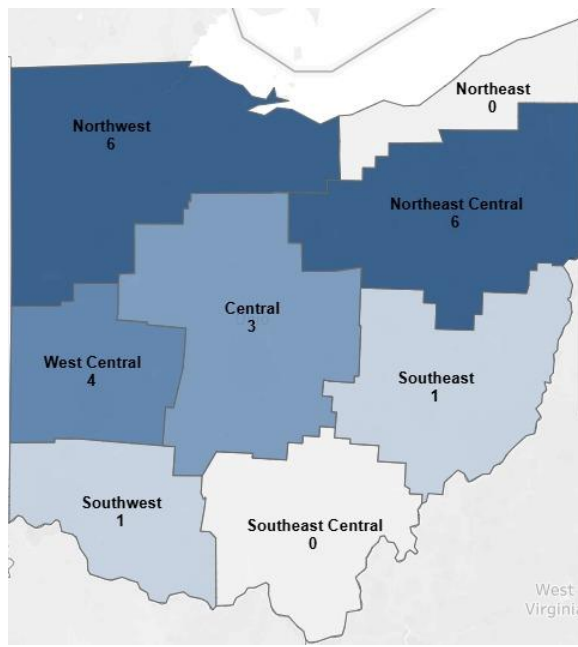 Northeast
0
Northwest
6
Northeast Central
6
Central
3
West Central
4
Southeast
1
Southwest
1
Southeast Central
0
West
Virginia